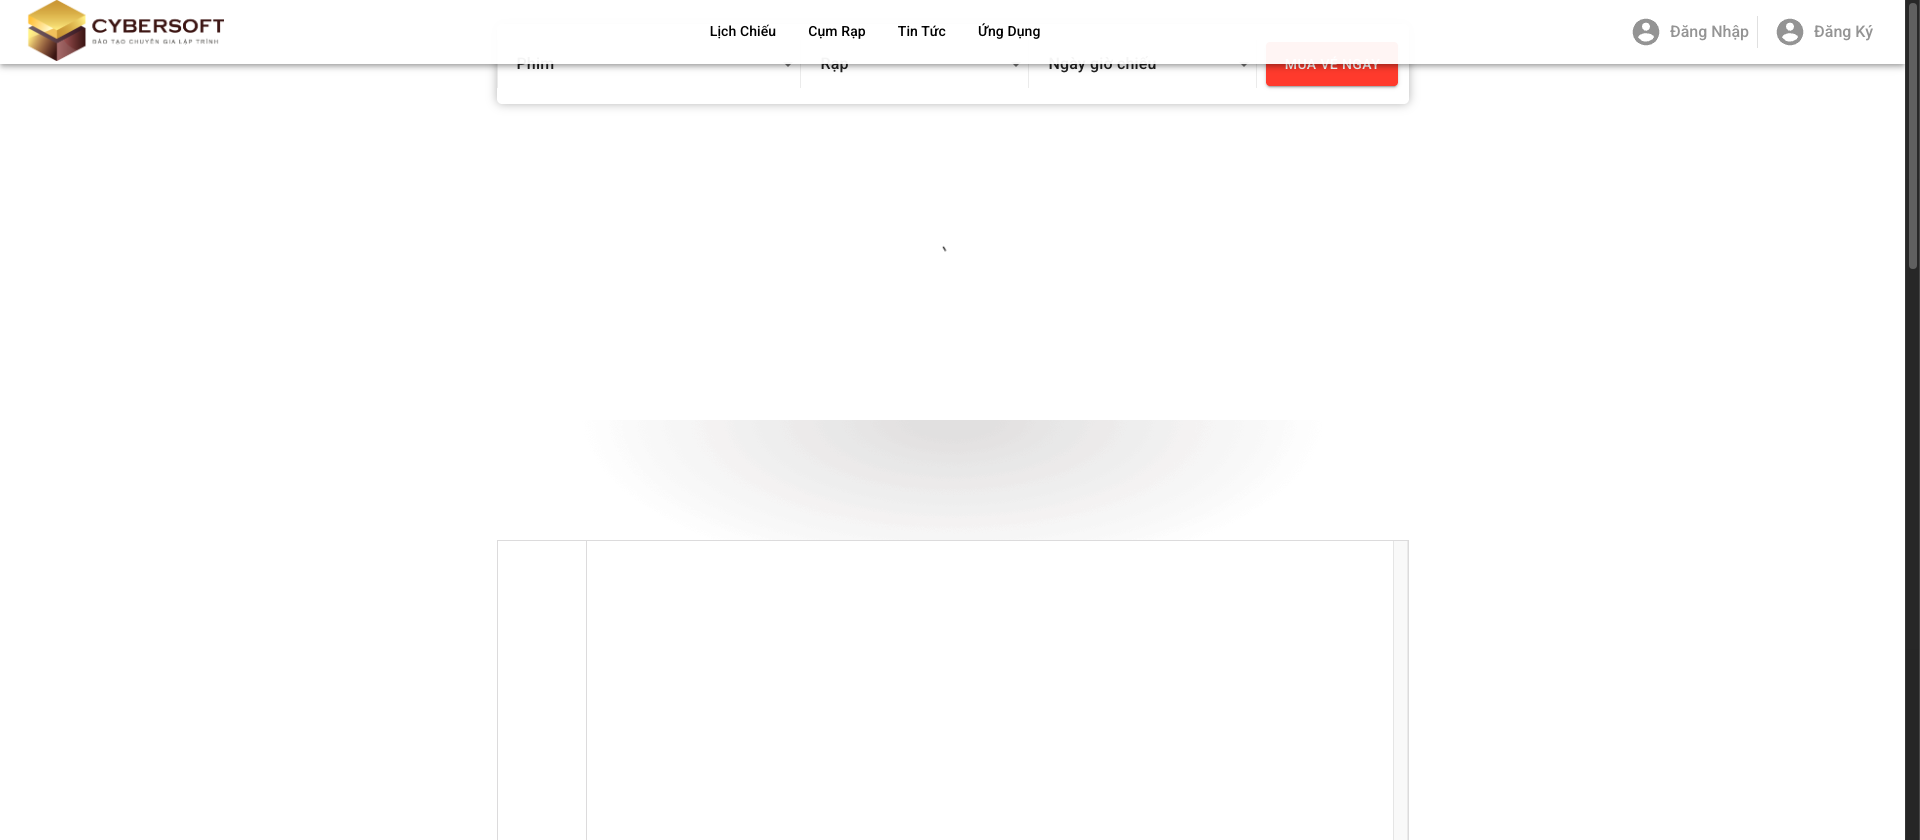 CYBERSOFT
ĐÀO TẠO CHUYÊN GIA LẬP TRÌNH
Lịch Chiếu
Cụm Rạp
Tin Tức
Ứng Dụng
Đăng Nhập
Đăng Ký
Phim
Rạp
Ngày giờ chiếu
MUA VÉ NGAY